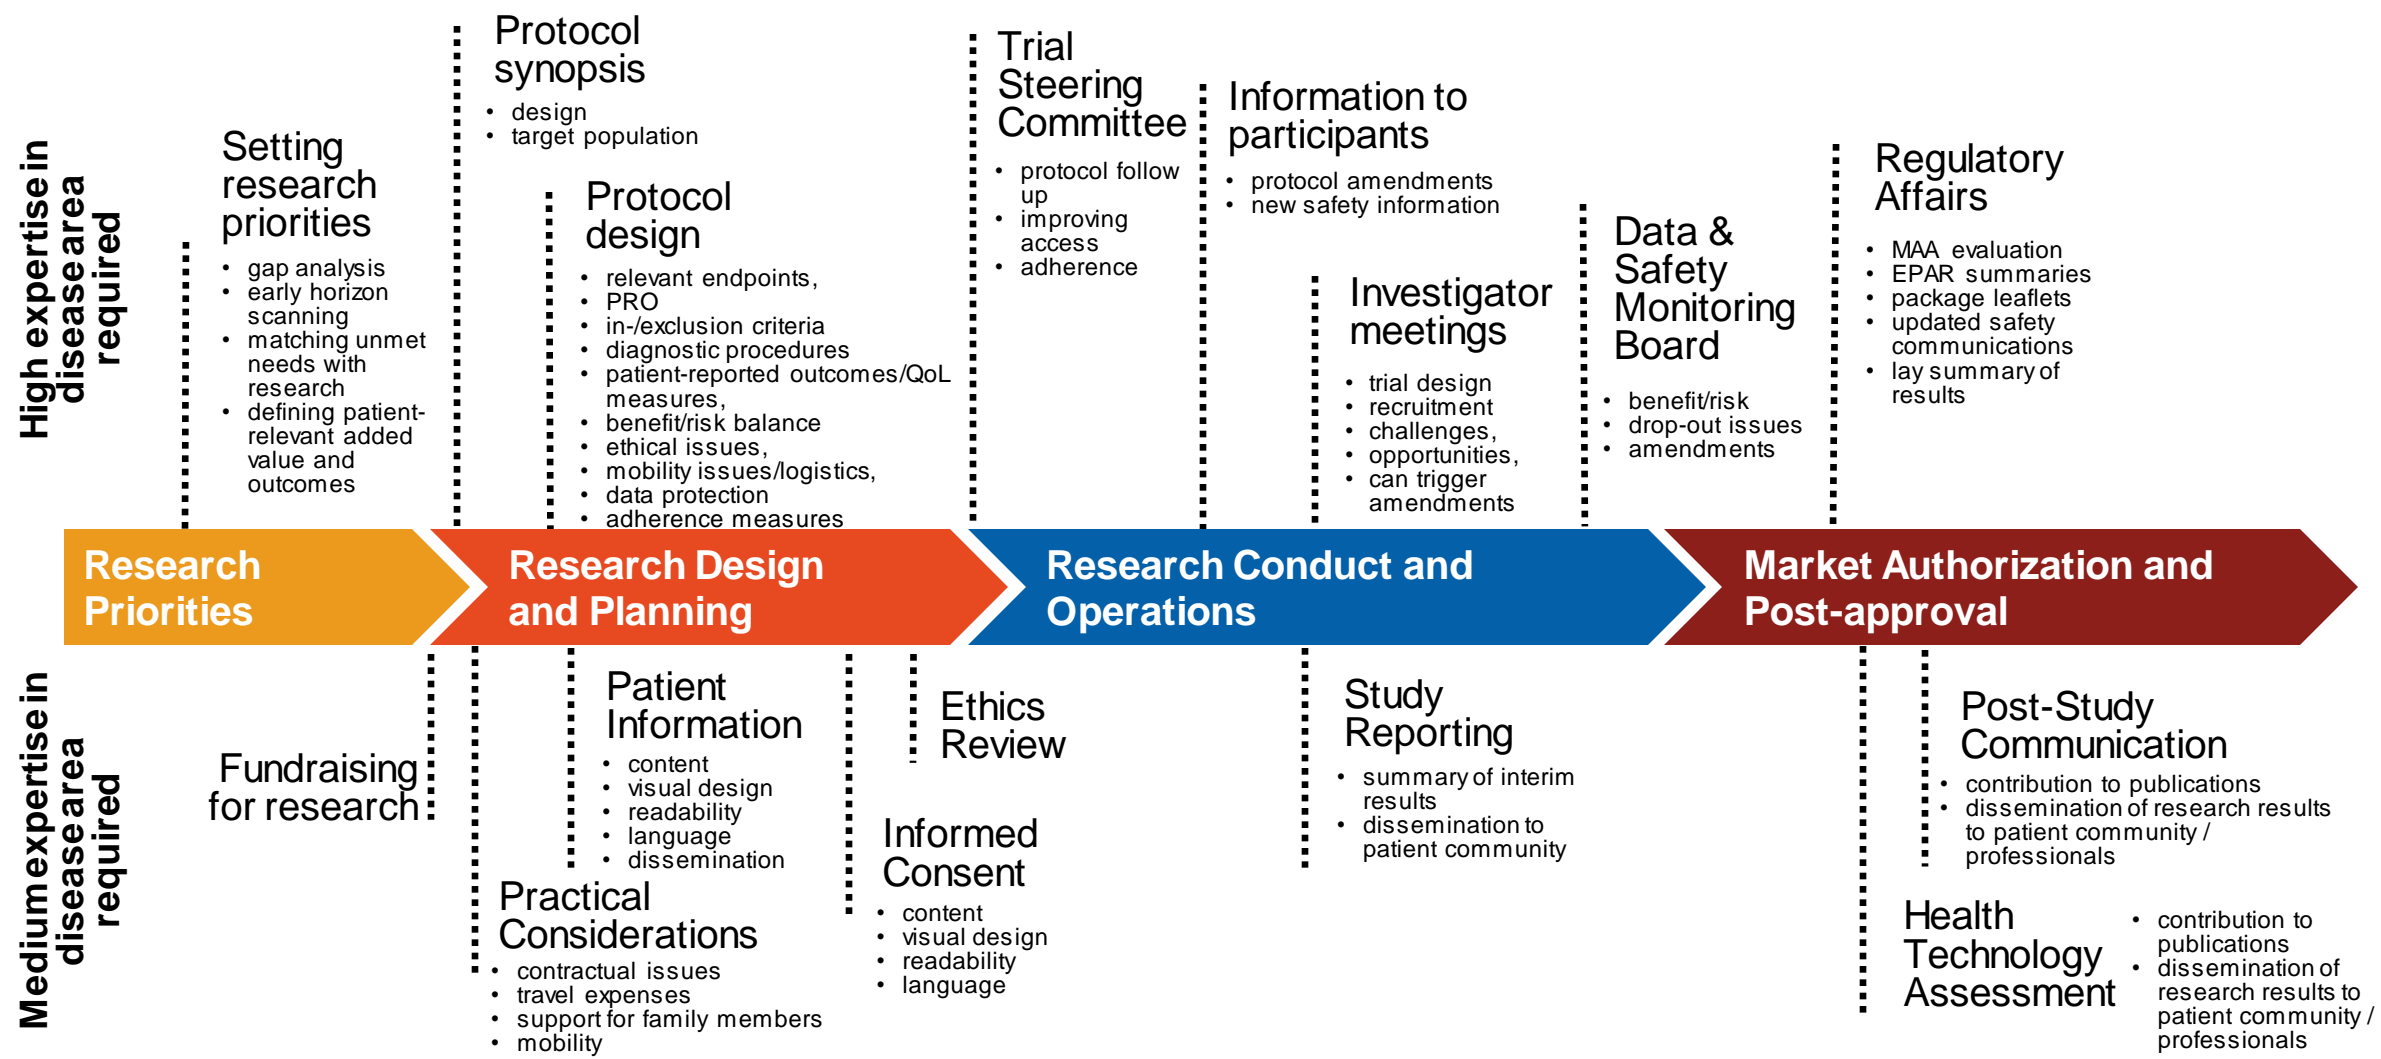 High expertise in
disease area
required
Setting
research
priorities
• gap analysis
• early horizon
scanning
• matching unmet
needs with
research
• defining patient-
relevant added
value and
outcomes
Protocol
synopsis
• design
• target population
Protocol
design
• relevant endpoints,
• PRO
• in-/exclusion criteria
• diagnostic procedures
• patient-reported outcomes/QoL
measures,
• benefit/risk balance
• ethical issues,
• mobility issues/logistics,
• data protection
• adherence measures
Trial
Steering
Committee
• protocol follow
up
• improving
access
• adherence
Information to
participants
• protocol amendments
• new safety information
Investigator
meetings
• trial design
• recruitment
• challenges,
• opportunities,
• can trigger
amendments
Data &
Safety
Monitoring
Board
• benefit/risk
• drop-out issues
• amendments
Regulatory
Affairs
• MAA evaluation
• EPAR summaries
• package leaflets
• updated safety
communications
• lay summary of
results
Research
Priorities
Research Design
and Planning
Research Conduct and
Operations
Market Authorization and
Post-approval
Medium expertise in
disease area
required
Fundraising
for research
Patient
Information
• content
• visual design
• readability
• language
• dissemination
Practical
Considerations
• contractual issues
• travel expenses
• support for family members
• mobility
Ethics
Review
Informed
Consent
• content
• visual design
• readability
• language
Study
Reporting
• summary of interim
results
• dissemination to
patient community
Post-Study
Communication
• contribution to publications
• dissemination of research results
to patient community /
professionals
Health
Technology
Assessment
• contribution to
publications
• dissemination of
research results to
patient community /
professionals